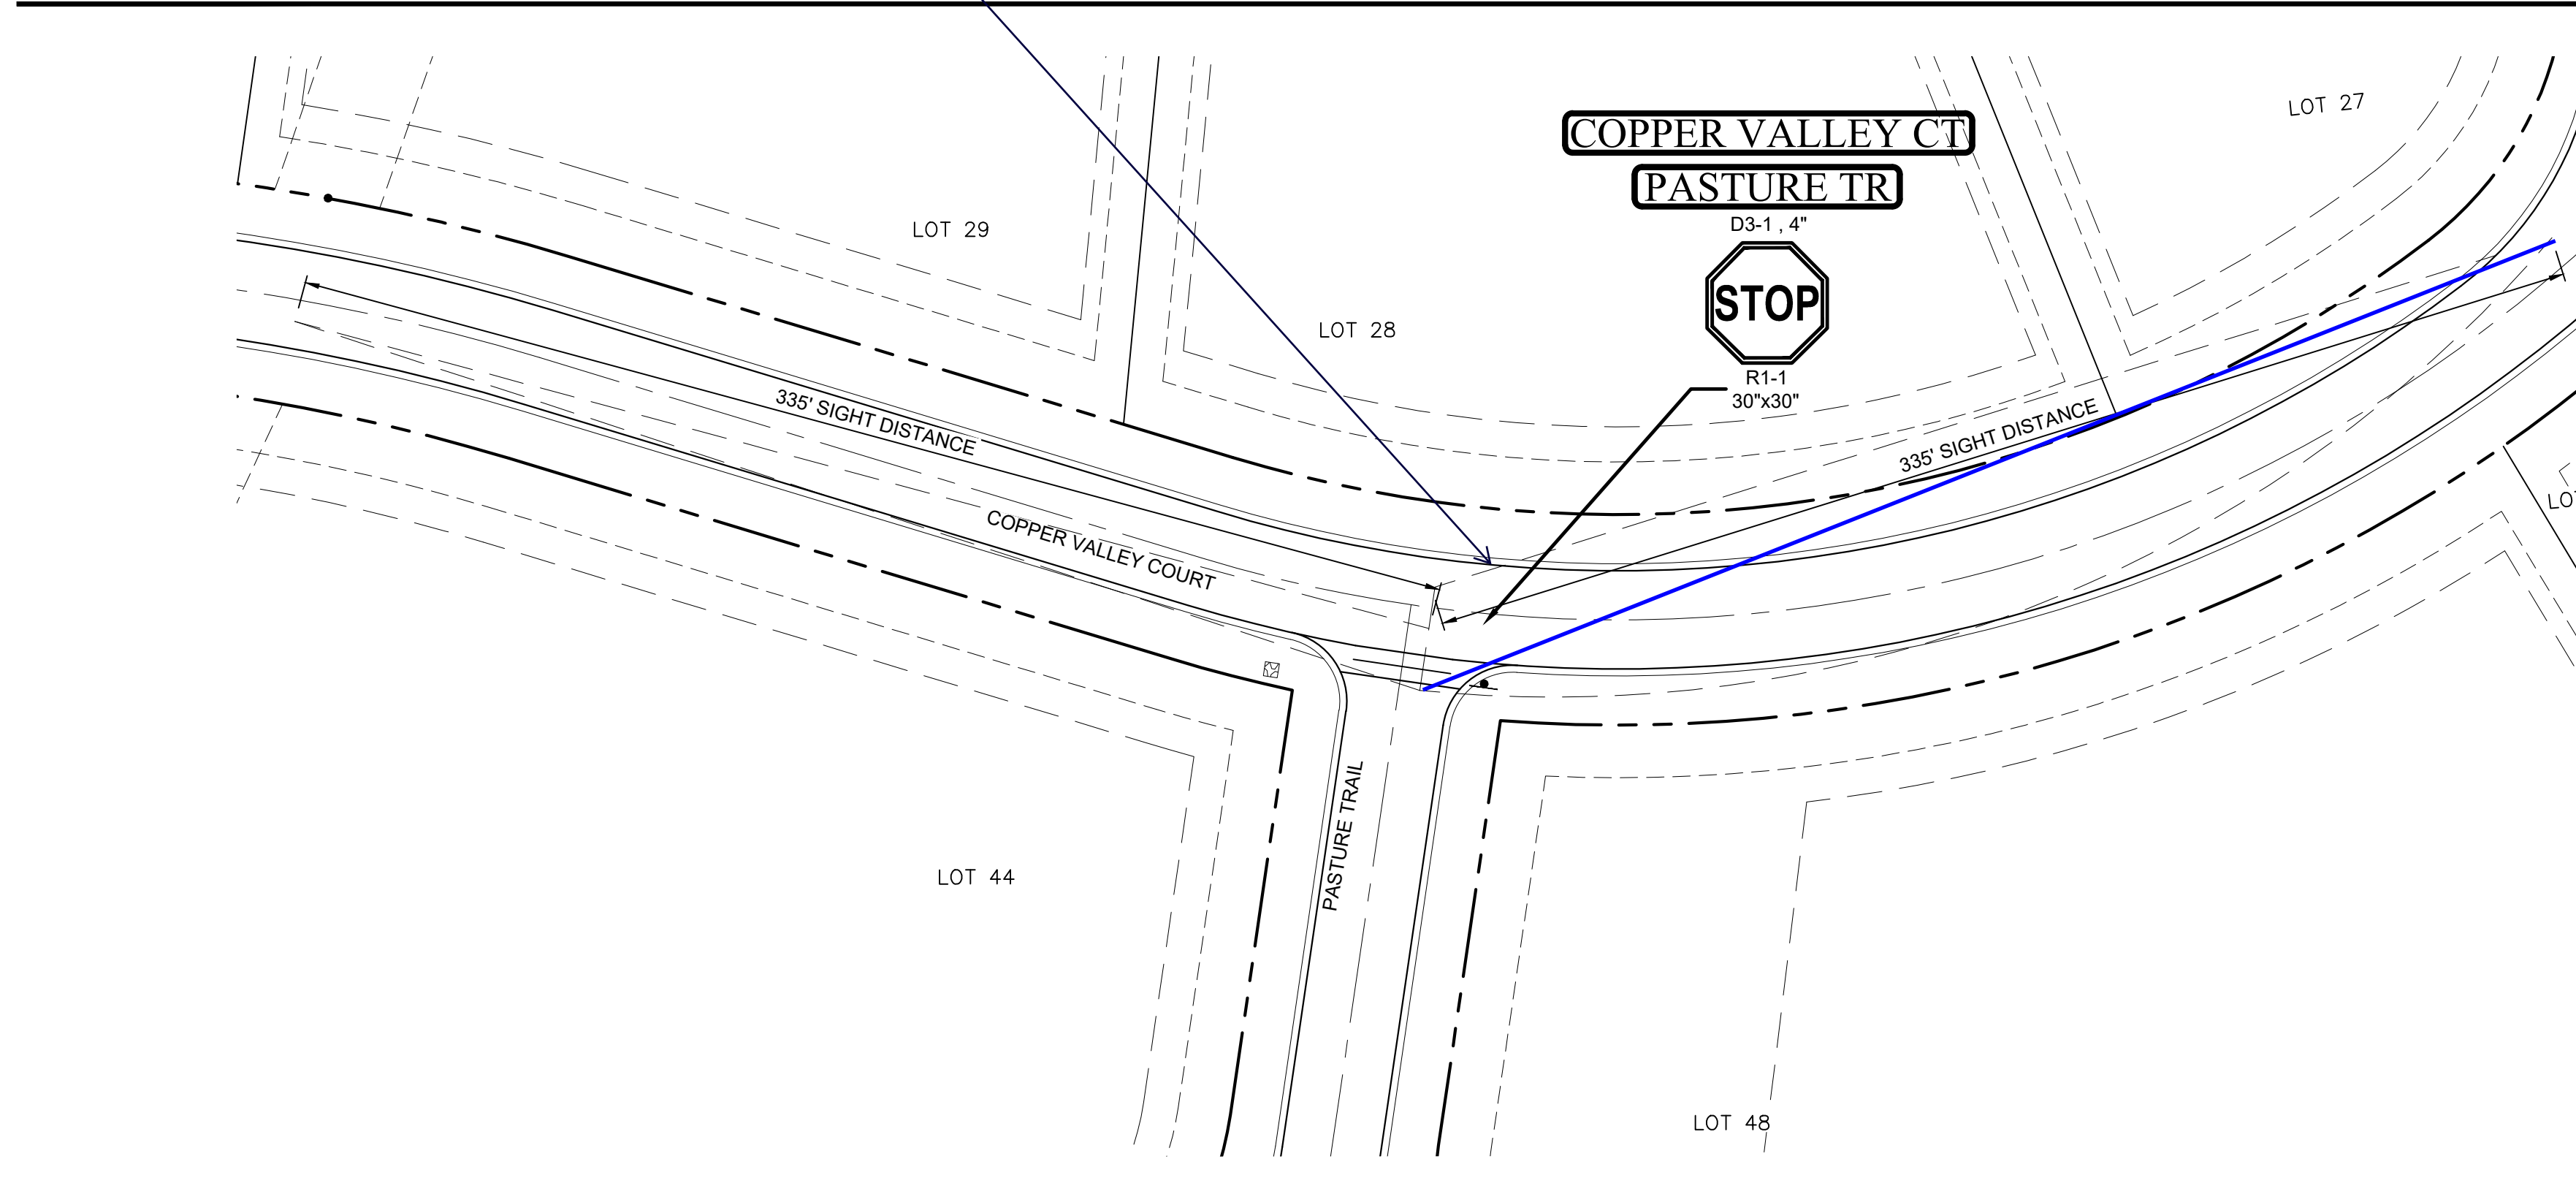 LOT 27
COPPER VALLEY CT
PASTURE TR
D3-1 , 4"
LOT 29
STOP
LOT 28
R1-1
30"x30"
335' SIGHT DISTANCE
335' SIGHT DISTANCE
COPPER VALLEY COURT
PASTURE TRAIL
LOT 44
LOT 48